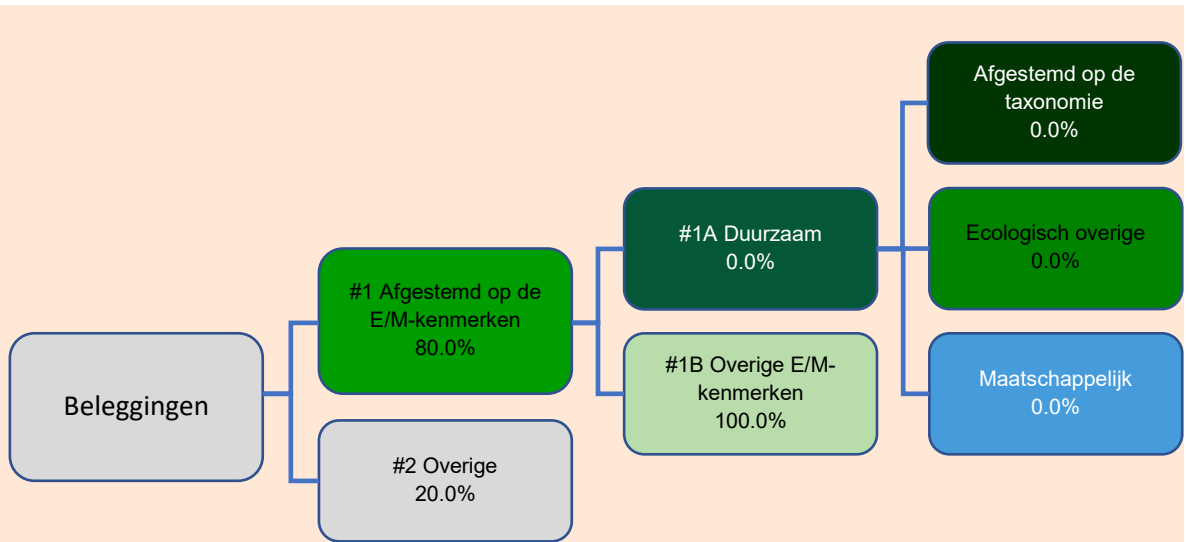 Beleggingen
#1 Afgestemd op de
E/M-kenmerken
80.0%
#2 Overige
20.0%
#1A Duurzaam
0.0%
#1B Overige E/M-
kenmerken
100.0%
Afgestemd op de
taxonomie
0.0%
Ecologisch overige
0.0%
Maatschappelijk
0.0%